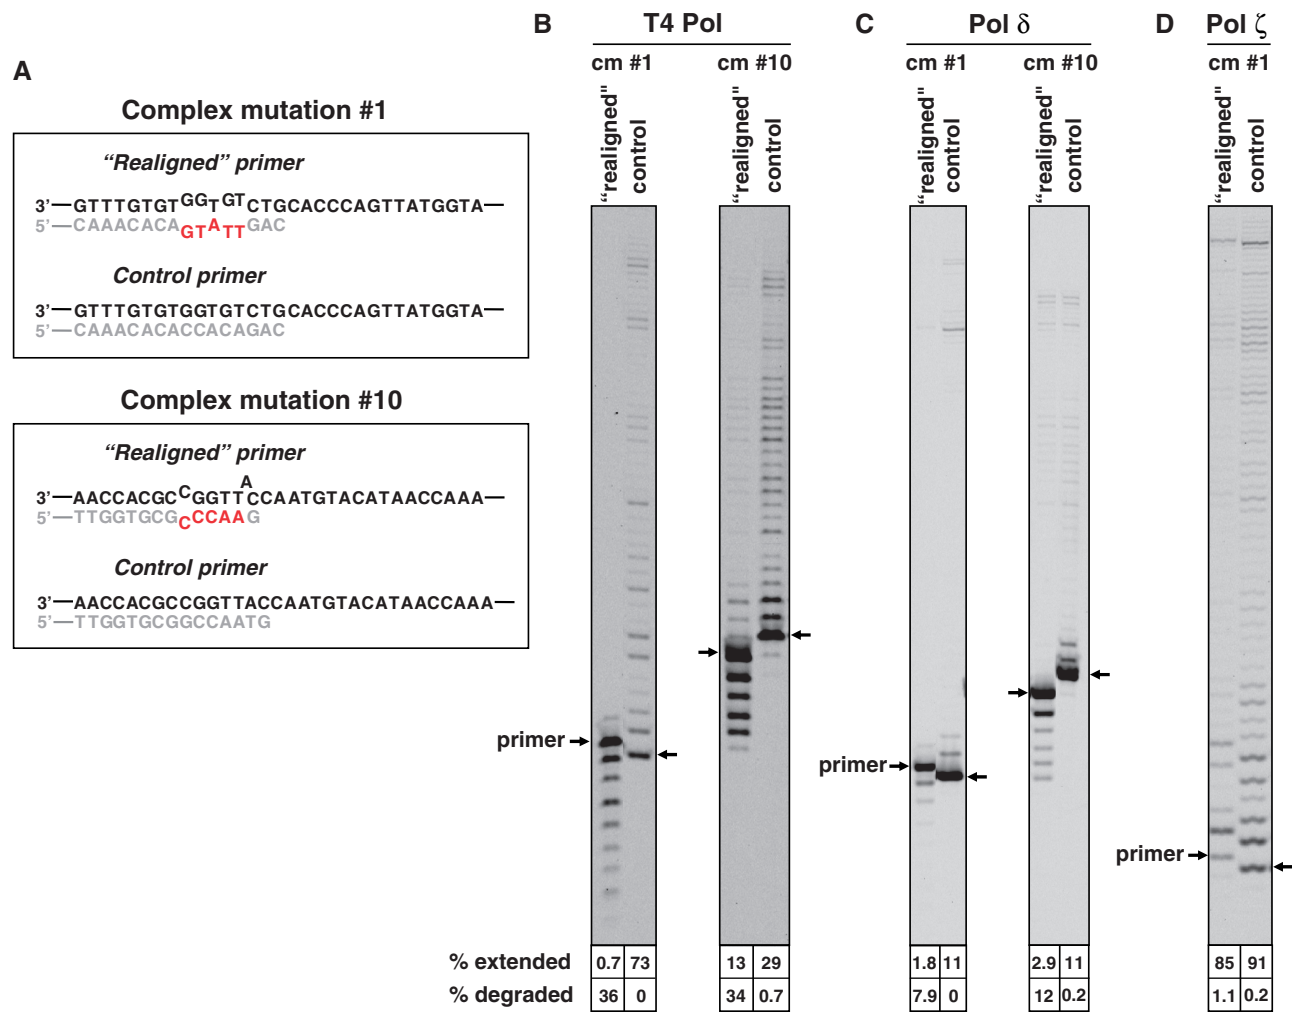 A
Complex mutation #1
“Realigned” primer
3’—GTTTGTGTGGTGTCTGCACCCAGTTATGGTA—
5’—CAAACACAGTATTGAC
Control primer
3’—GTTTGTGTGGTGTCTGCACCCAGTTATGGTA—
5’—CAAACACACCACAGAC
Complex mutation #10
“Realigned” primer
3’—AACCACGCCGGTTACCAATGTACATAACCAAA—
5’—TTGGTGCGCCCAAG
Control primer
3’—AACCACGCCGGTTACCAATGTACATAACCAAA—
5’—TTGGTGCGGCCAATG
B
T4 Pol
cm #1
cm #10
"realigned"
control
"realigned"
control
primer
C
Pol δ
cm #1
cm #10
"realigned"
control
"realigned"
control
primer
D
Pol ζ
cm #1
"realigned"
control
primer
% extended 0.7 73 13 29 1.8 11 2.9 11 85 91
% degraded 36 0 34 0.7 7.9 0 12 0.2 1.1 0.2